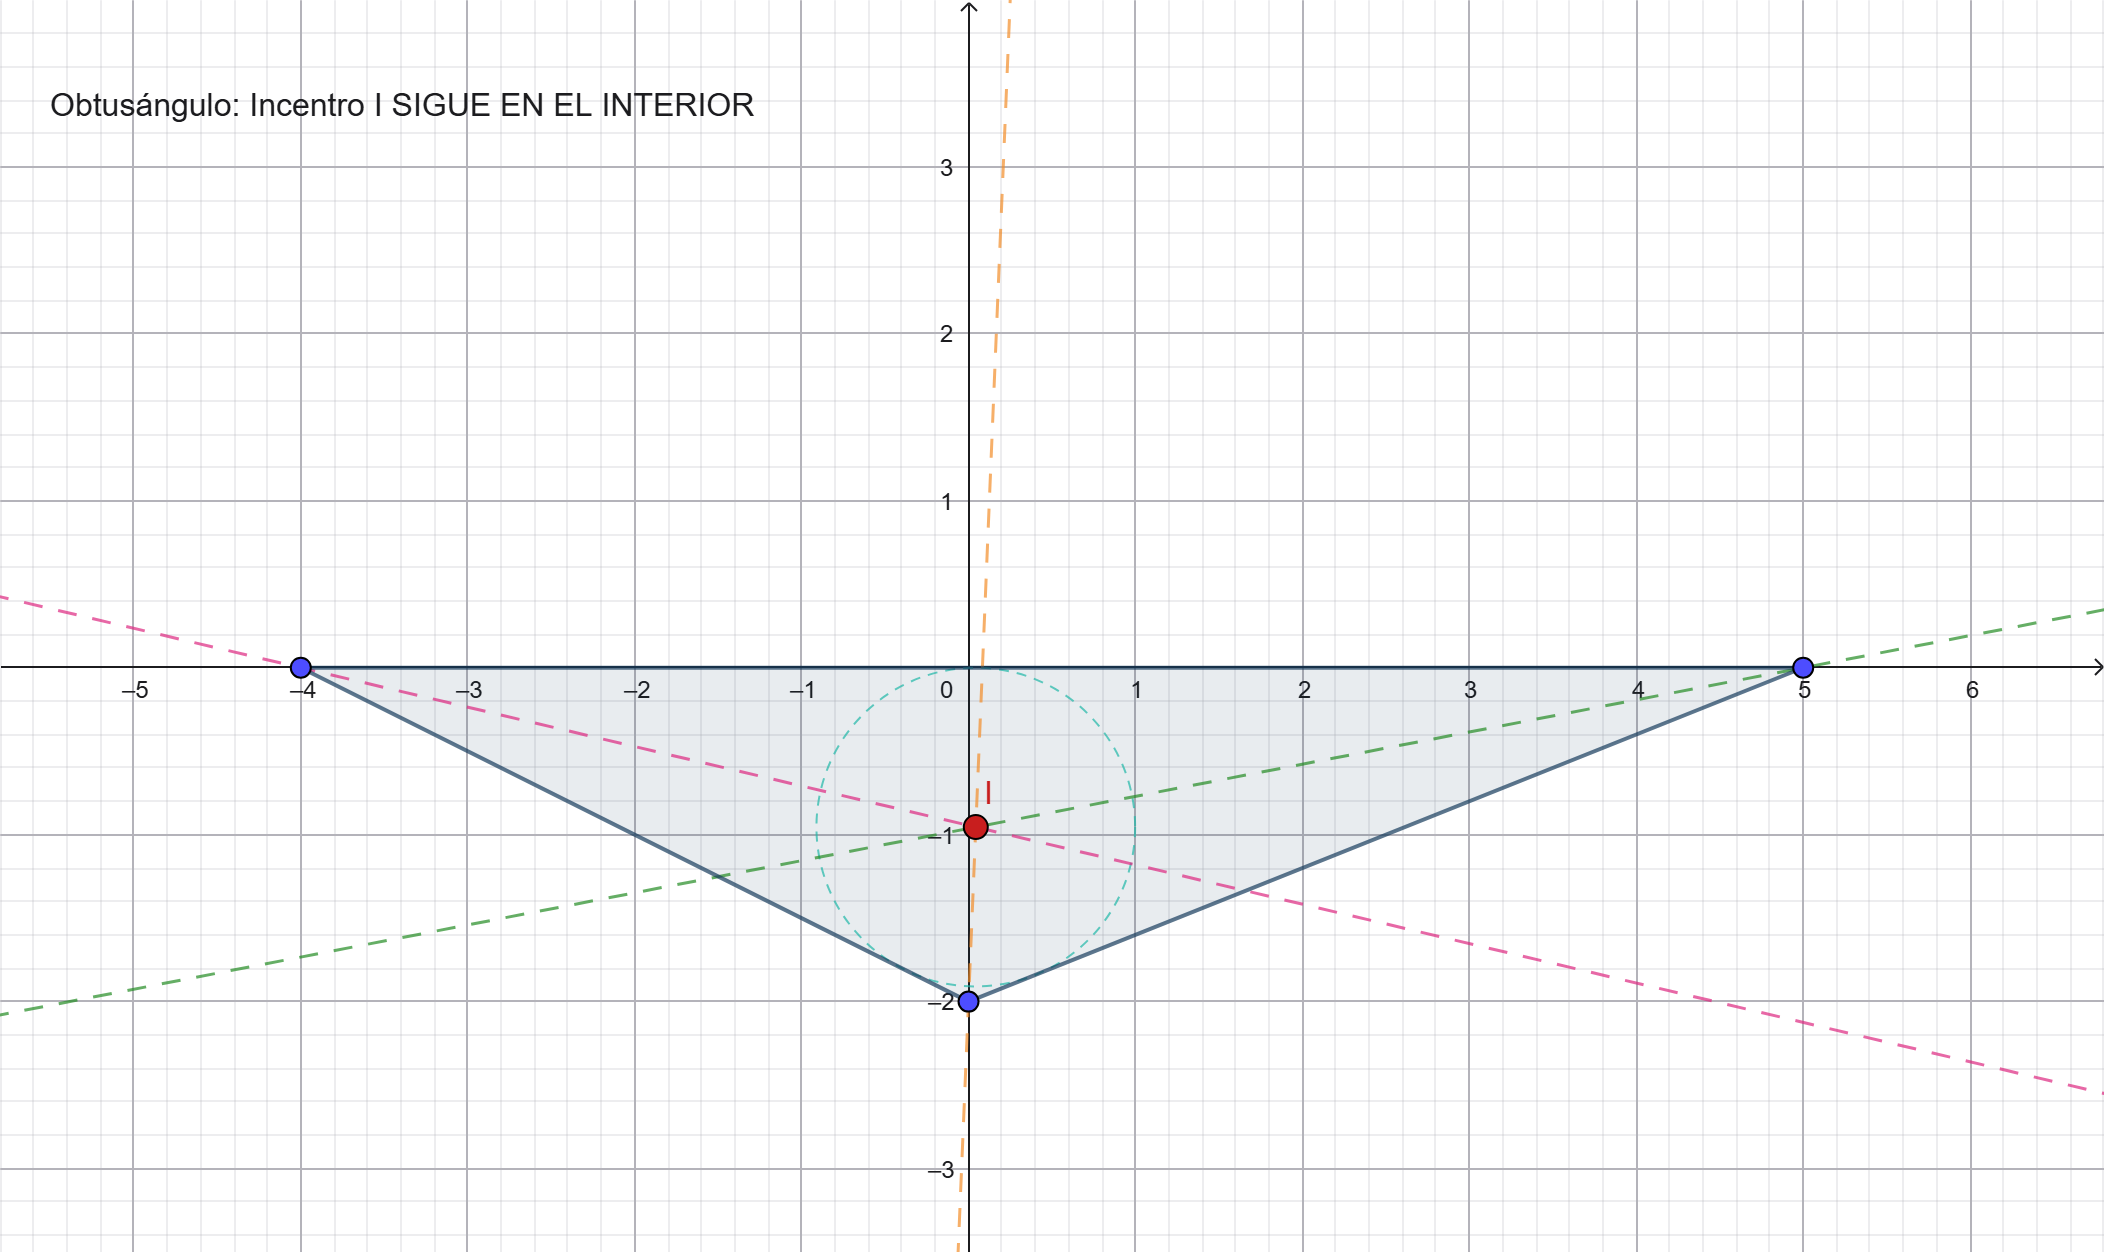 Obtusángulo: Incentro I SIGUE EN EL INTERIOR
3
2
1
–5 –4 –3 –2 –1 0 1 2 3 4 5 6
I
–1
–2
–3